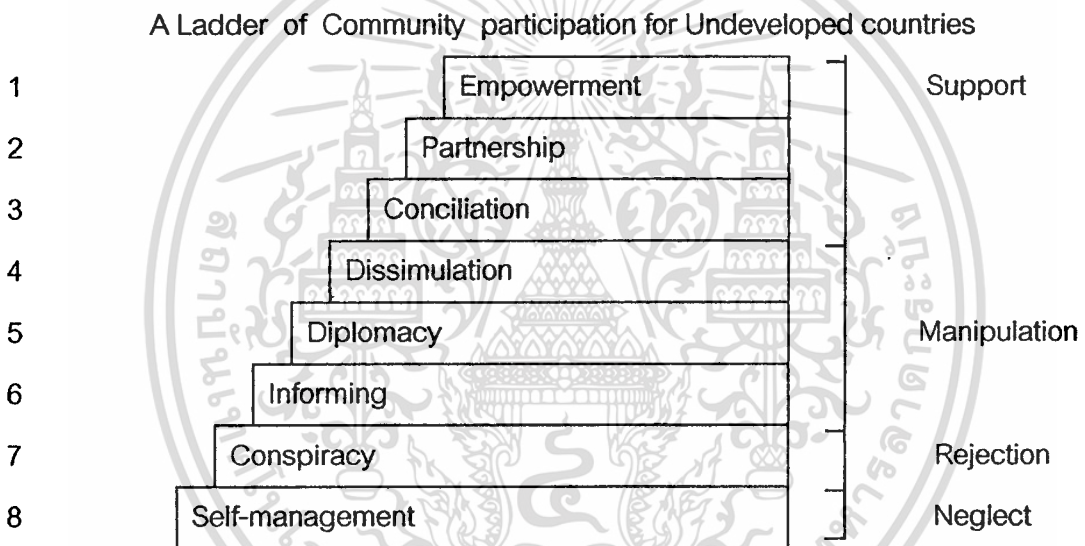 A Ladder of Community participation for Undeveloped countries
1 Empowerment Support
2 Partnership
3 Conciliation
4 Dissimulation
5 Diplomacy Manipulation
6 Informing
7 Conspiracy Rejection
8 Self-management Neglect